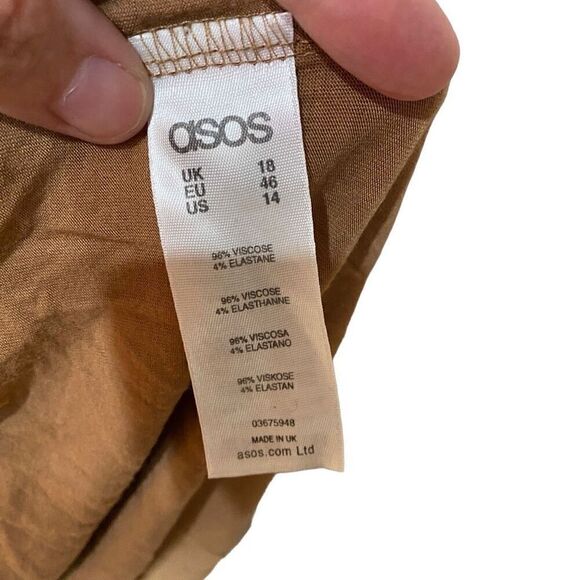 asos
UK 18
EU 46
US 14
96% VISCOSE
4% ELASTANE
96% VISCOSE
4% ELASTHANNE
96% VISCOSA
4% ELASTANO
96% VISKOSE
4% ELASTAN
03675948
MADE IN UK
asos.com Ltd